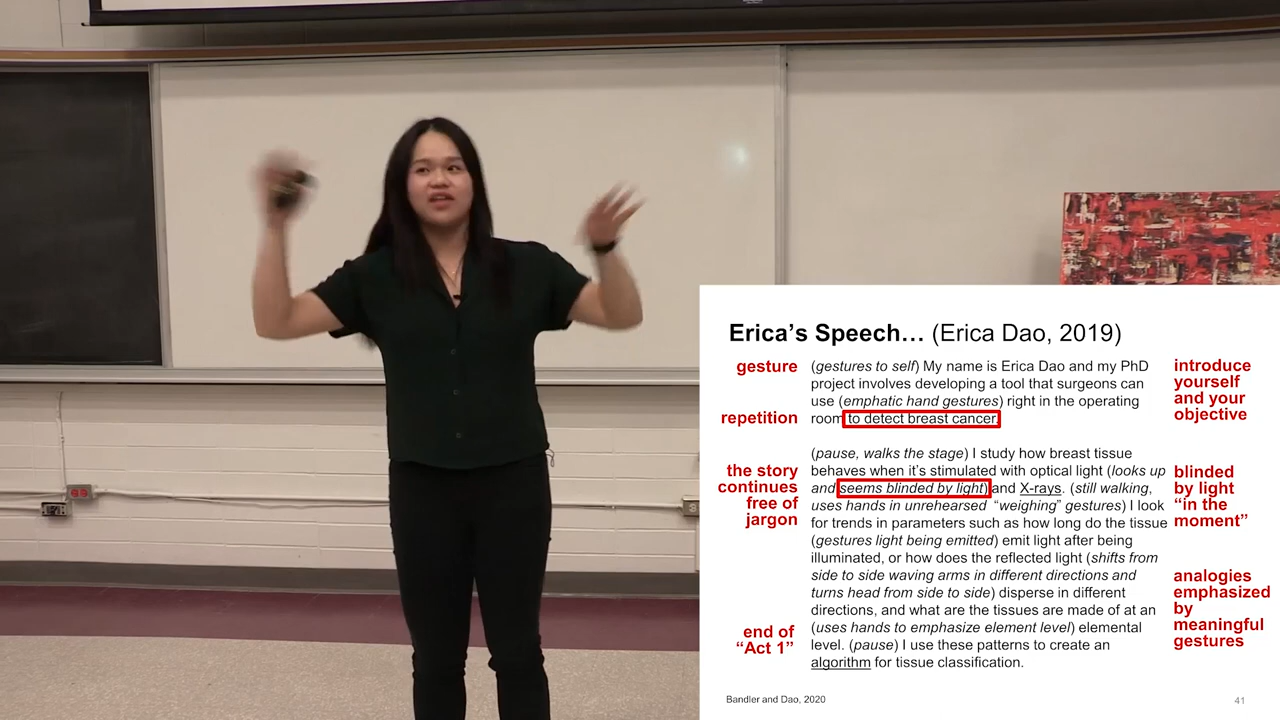 Erica’s Speech… (Erica Dao, 2019)
gesture
repetition
the story
continues
free of
jargon
end of
“Act 1”
(gestures to self) My name is Erica Dao and my PhD
project involves developing a tool that surgeons can
use (emphatic hand gestures) right in the operating
room to detect breast cancer.
(pause, walks the stage) I study how breast tissue
behaves when it’s stimulated with optical light (looks up
and seems blinded by light) and X-rays. (still walking,
uses hands in unrehearsed “weighing” gestures) I look
for trends in parameters such as how long do the tissue
(gestures light being emitted) emit light after being
illuminated, or how does the reflected light (shifts from
side to side waving arms in different directions and
turns head from side to side) disperse in different
directions, and what are the tissues are made of at an
(uses hands to emphasize element level) elemental
level. (pause) I use these patterns to create an
algorithm for tissue classification.
introduce
yourself
and your
objective
blinded
by light
“in the
moment”
analogies
emphasized
by
meaningful
gestures
Bandler and Dao, 2020
41